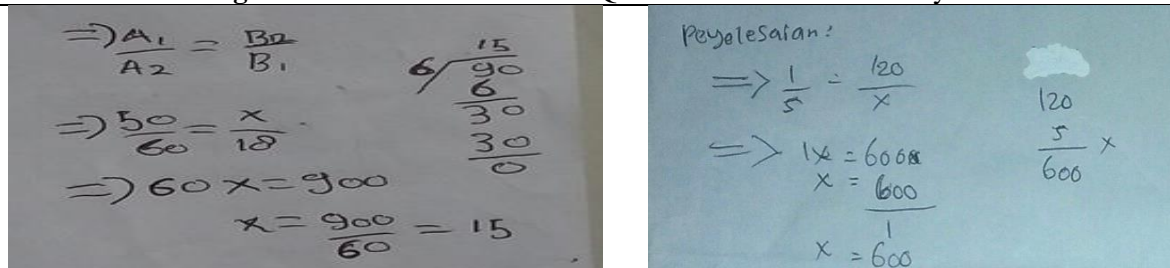 ⇒ A1/A2 = B2/B1
⇒ 50/60 = x/18
⇒ 60x = 900
x = 900/60 = 15
15
6/90
6
30
30
0
Peyelesaian:
⇒ 1/5 = 120/x
⇒ 1x = 600
x = 600/1
x = 600
120
5 x
600